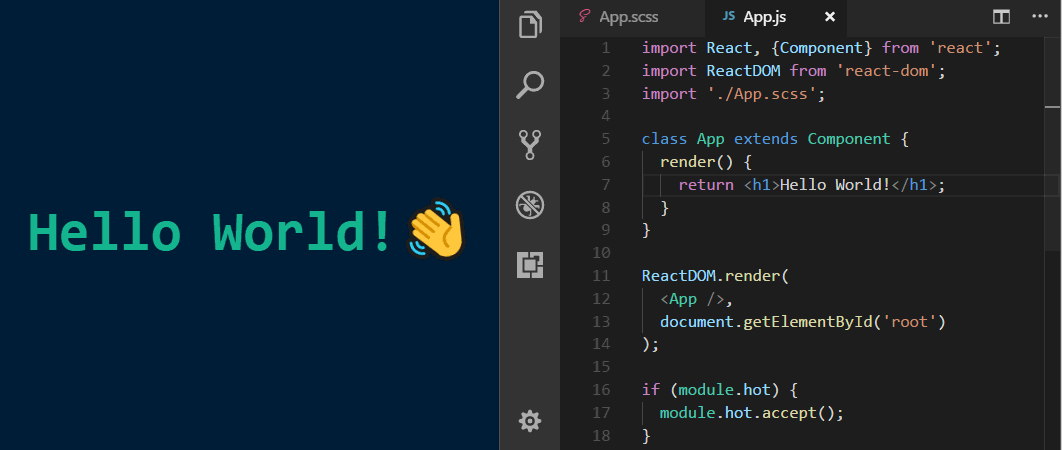 Hello World!👋
App.scss
JS App.js
1 import React, {Component} from 'react';
2 import ReactDOM from 'react-dom';
3 import './App.scss';
4
5 class App extends Component {
6   render() {
7     return <h1>Hello World!</h1>;
8   }
9 }
10
11 ReactDOM.render(
12   <App />,
13   document.getElementById('root')
14 );
15
16 if (module.hot) {
17   module.hot.accept();
18 }